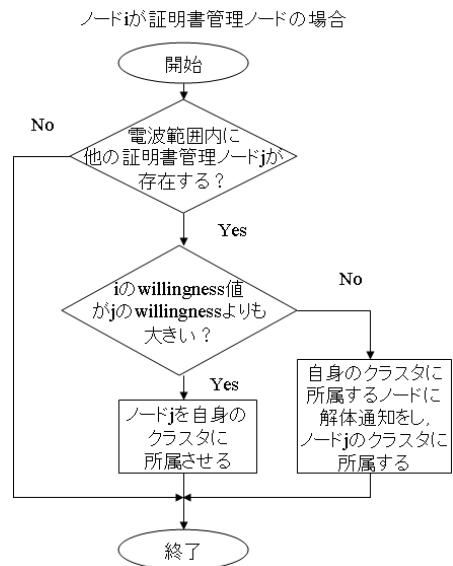 ノードiが証明書管理ノードの場合
開始
No
電波範囲内に
他の証明書管理ノードjが
存在する？
Yes
iのwillingness値
がjのwillingnessよりも
大きい？
No
Yes
ノードjを自身の
クラスタに
所属させる
自身のクラスタに
所属するノードに
解体通知をし，
ノードjのクラスタに
所属する
終了